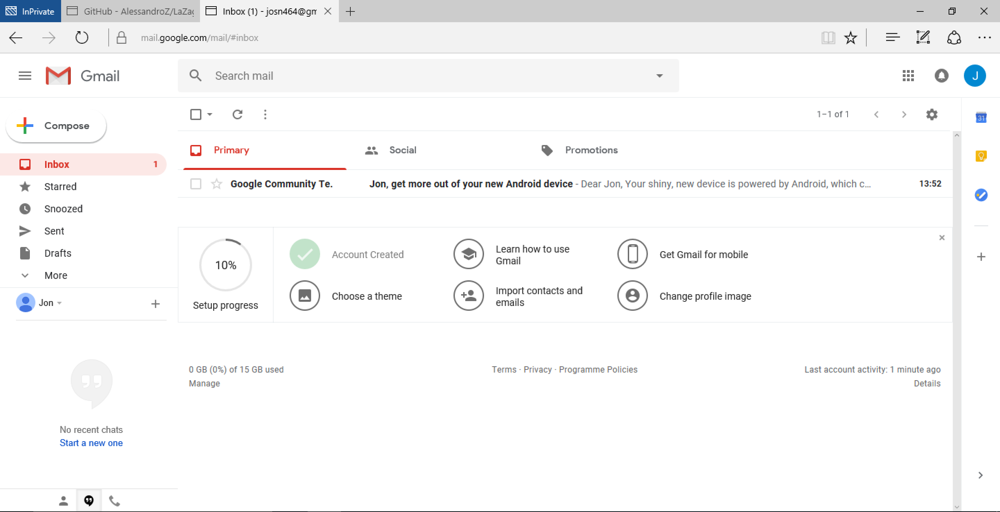 InPrivate
GitHub - AlessandroZ/LaZag
Inbox (1) - josn464@gm
mail.google.com/mail/#inbox
Gmail
Search mail
Compose
1–1 of 1
31
Primary
Social
Promotions
Inbox 1
Starred
Snoozed
Sent
Drafts
More
Google Community Te. Jon, get more out of your new Android device - Dear Jon, Your shiny, new device is powered by Android, which c... 13:52
10%
Setup progress
Account Created
Learn how to use
Gmail
Get Gmail for mobile
Choose a theme
Import contacts and
emails
Change profile image
Jon
J
0 GB (0%) of 15 GB used
Manage
Terms · Privacy · Programme Policies
Last account activity: 1 minute ago
Details
No recent chats
Start a new one